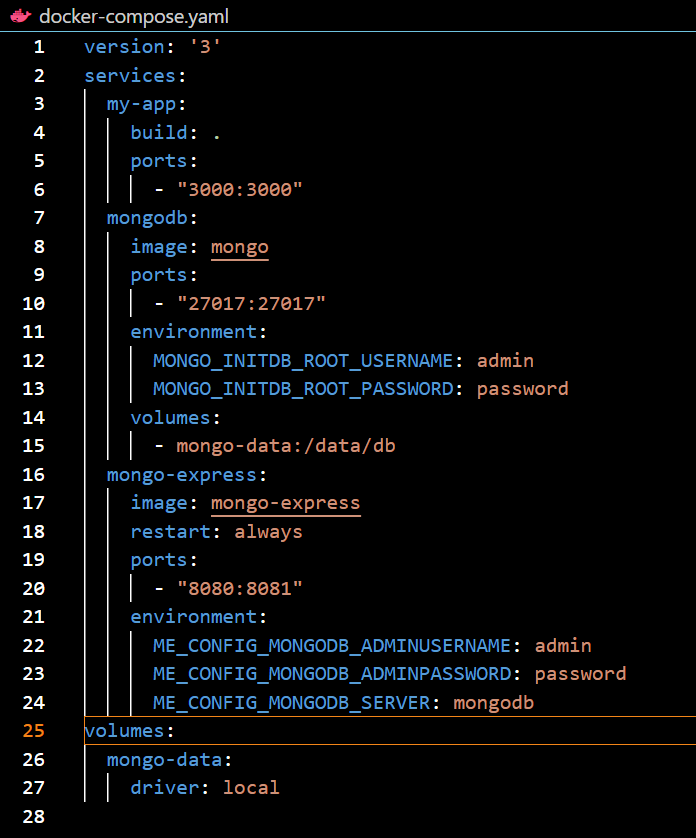 docker-compose.yaml
1 version: '3'
2 services:
3   my-app:
4     build: .
5     ports:
6       - "3000:3000"
7   mongodb:
8     image: mongo
9     ports:
10       - "27017:27017"
11     environment:
12       MONGO_INITDB_ROOT_USERNAME: admin
13       MONGO_INITDB_ROOT_PASSWORD: password
14     volumes:
15       - mongo-data:/data/db
16   mongo-express:
17     image: mongo-express
18     restart: always
19     ports:
20       - "8080:8081"
21     environment:
22       ME_CONFIG_MONGODB_ADMINUSERNAME: admin
23       ME_CONFIG_MONGODB_ADMINPASSWORD: password
24       ME_CONFIG_MONGODB_SERVER: mongodb
25 volumes:
26   mongo-data:
27     driver: local
28